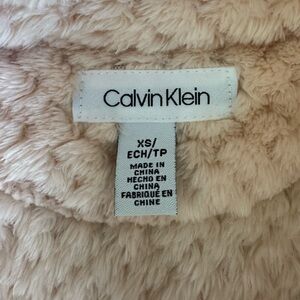 Calvin Klein
XS/
ECH/TP
MADE IN
CHINA
HECHO EN
CHINA
FABRIQUÉ EN
CHINE